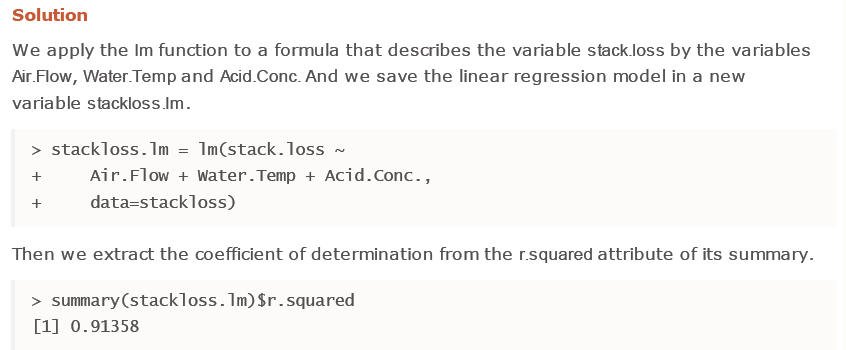 Solution
We apply the lm function to a formula that describes the variable stack.loss by the variables
Air.Flow, Water.Temp and Acid.Conc. And we save the linear regression model in a new
variable stackloss.lm.
> stackloss.lm = lm(stack.loss ~
+     Air.Flow + Water.Temp + Acid.Conc.,
+     data=stackloss)
Then we extract the coefficient of determination from the r.squared attribute of its summary.
> summary(stackloss.lm)$r.squared
[1] 0.91358